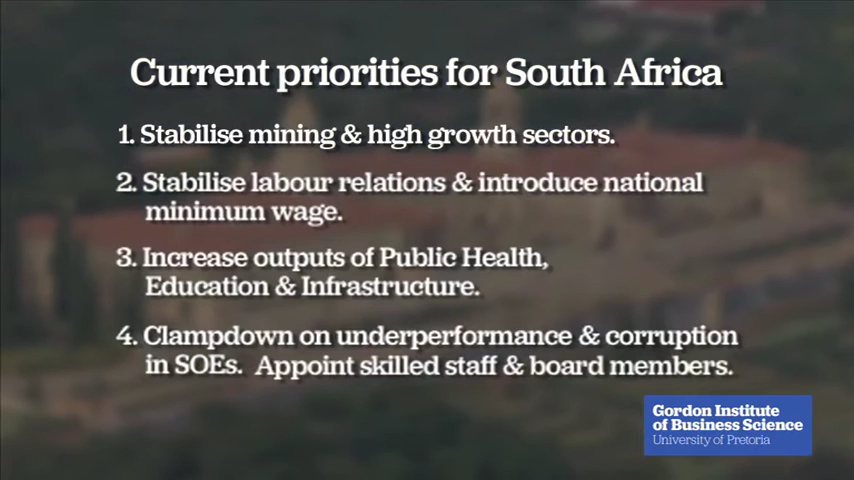 Current priorities for South Africa
1. Stabilise mining & high growth sectors.
2. Stabilise labour relations & introduce national
minimum wage.
3. Increase outputs of Public Health,
Education & Infrastructure.
4. Clampdown on underperformance & corruption
in SOEs. Appoint skilled staff & board members.
Gordon Institute
of Business Science
University of Pretoria